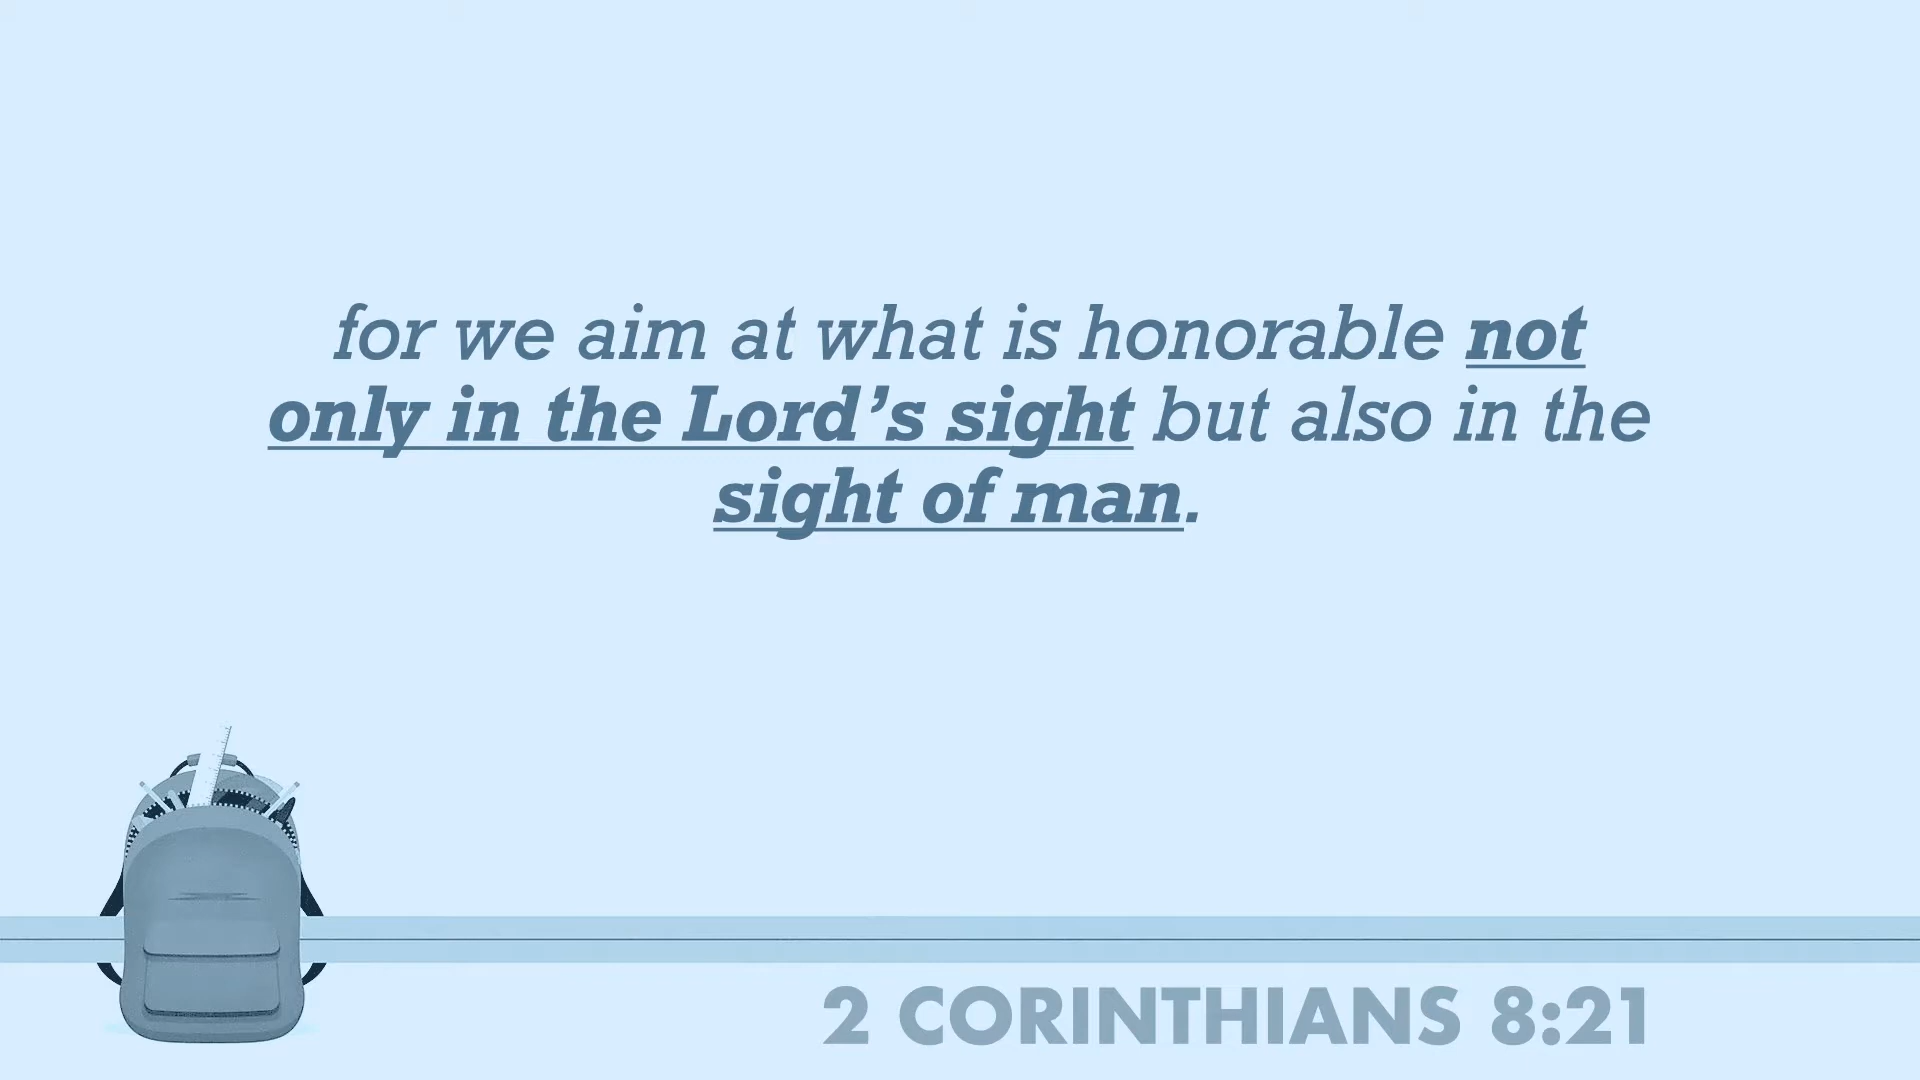 for we aim at what is honorable not
only in the Lord’s sight but also in the
sight of man.
2 CORINTHIANS 8:21